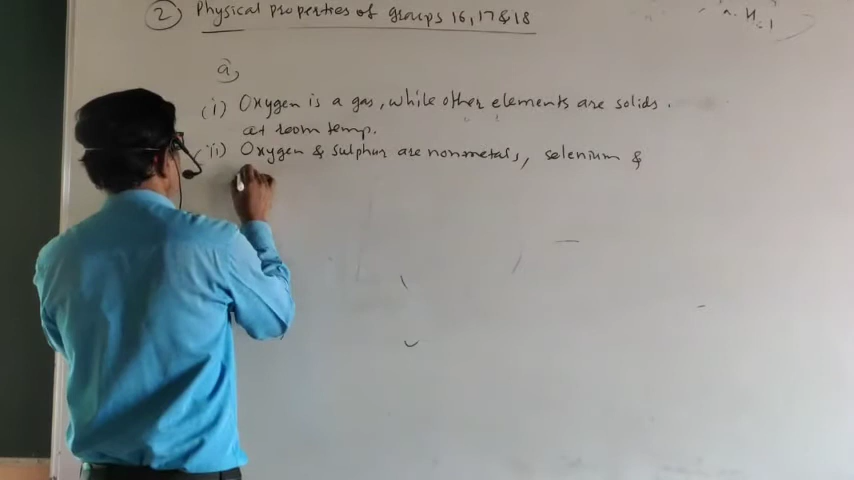 (2) Physical properties of groups 16, 17 & 18
a,
(i) Oxygen is a gas, while other elements are solids.
at room temp.
(ii) Oxygen & sulphur are nonmetals, selenium &